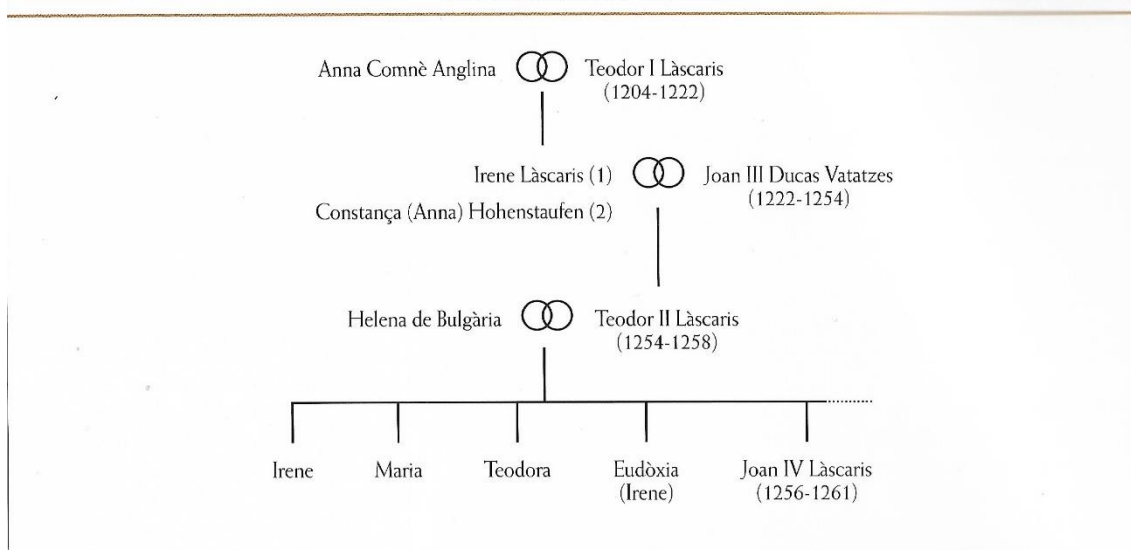 Anna Comnè Anglina
Teodor I Làscaris
(1204-1222)
Irene Làscaris (1)
Joan III Ducas Vatatzes
(1222-1254)
Constança (Anna) Hohenstaufen (2)
Helena de Bulgària
Teodor II Làscaris
(1254-1258)
Irene
Maria
Teodora
Eudòxia
(Irene)
Joan IV Làscaris
(1256-1261)